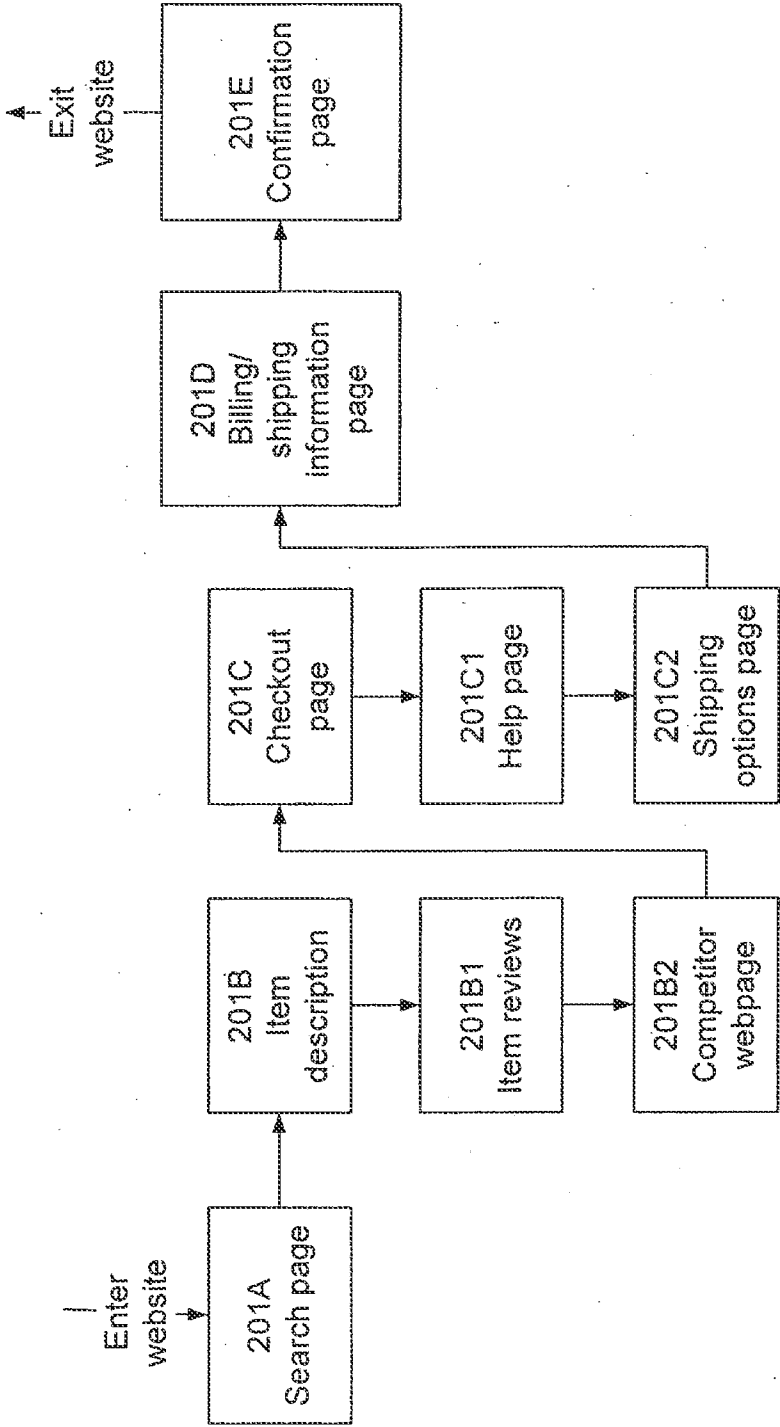 Enter
website
201A
Search page
201B
Item
description
201B1
Item reviews
201B2
Competitor
webpage
201C
Checkout
page
201C1
Help page
201C2
Shipping
options page
201D
Billing/
shipping
information
page
201E
Confirmation
page
Exit
website